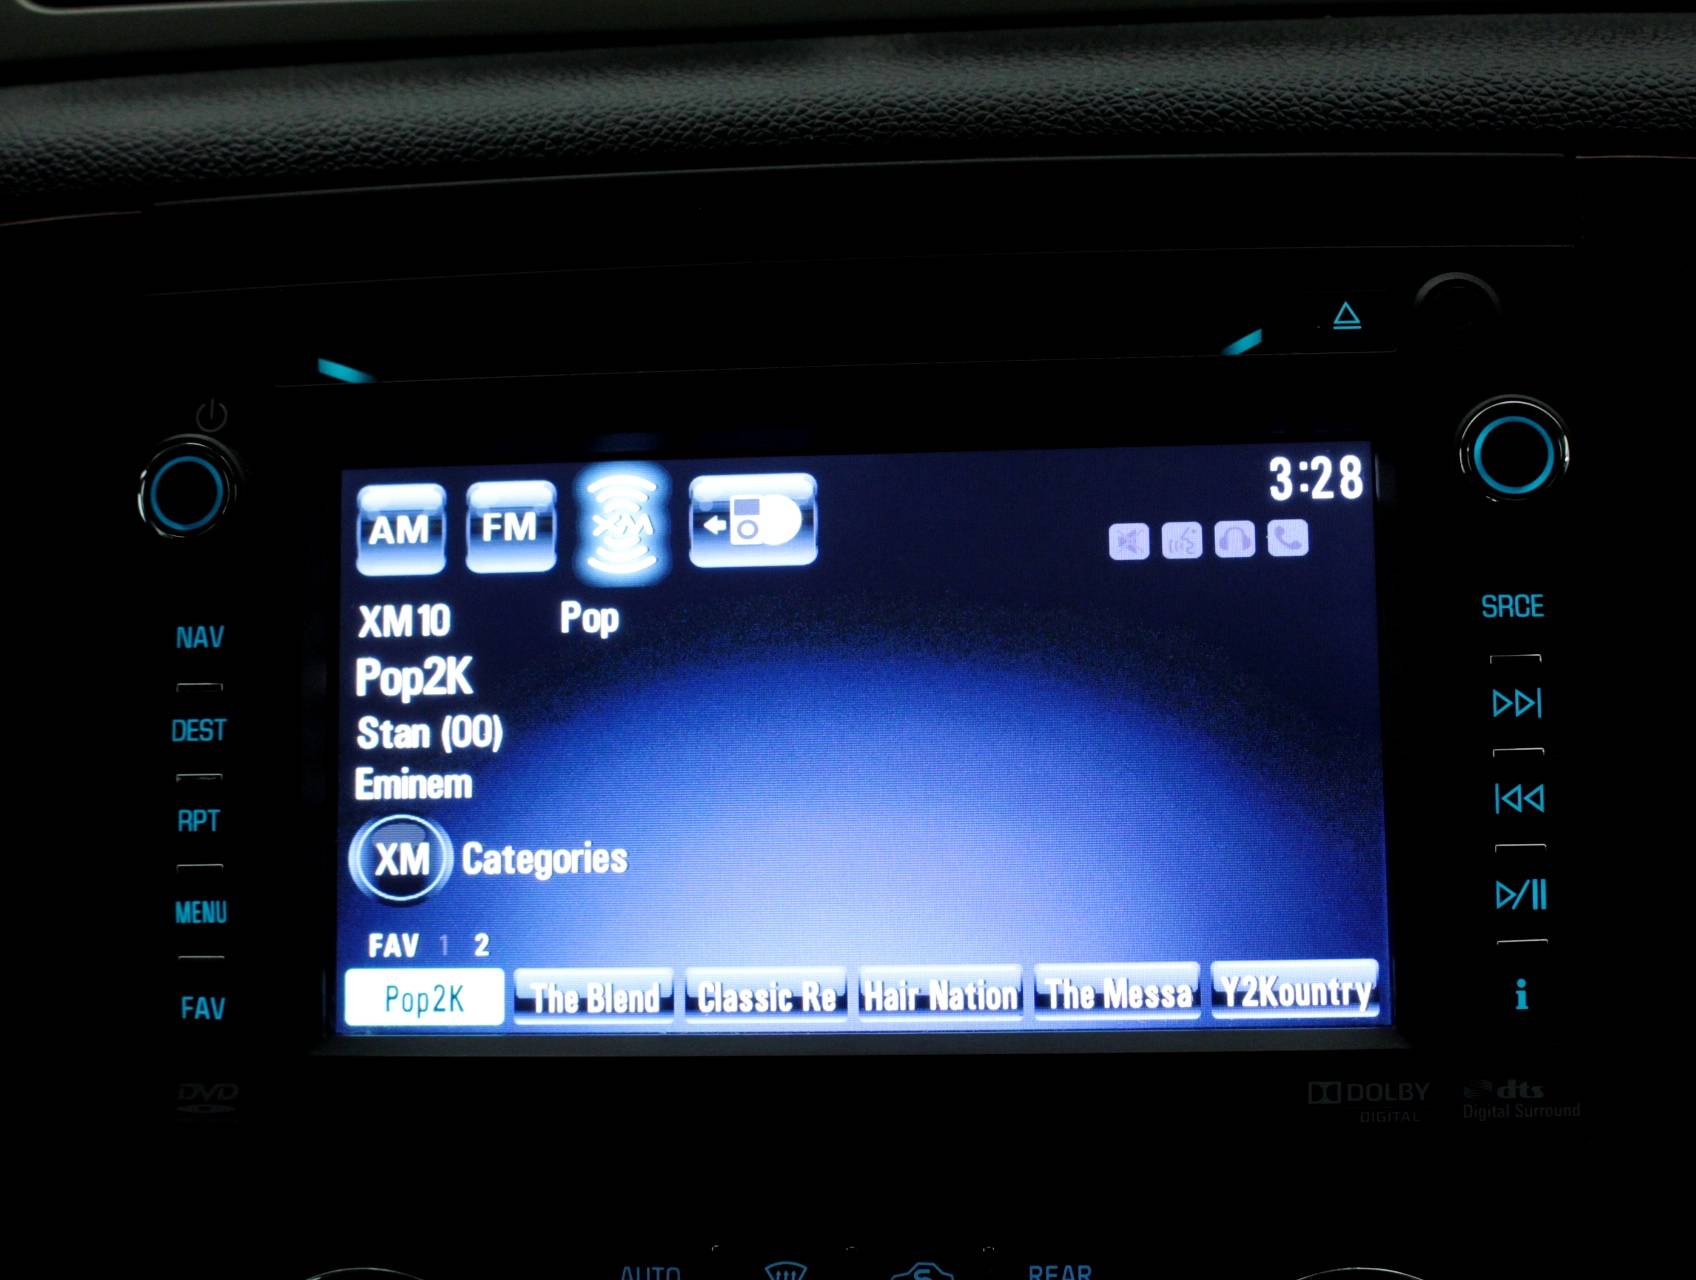 3:28
AM FM XM
XM10 Pop
Pop2K
Stan (00)
Eminem
XM Categories
FAV 1 2
Pop2K The Blend Classic Re Hair Nation The Messa Y2Kountry
NAV
DEST
RPT
MENU
FAV
SRCE
i
DVD
DOLBY
DIGITAL
dts
Digital Surround
AUTO REAR